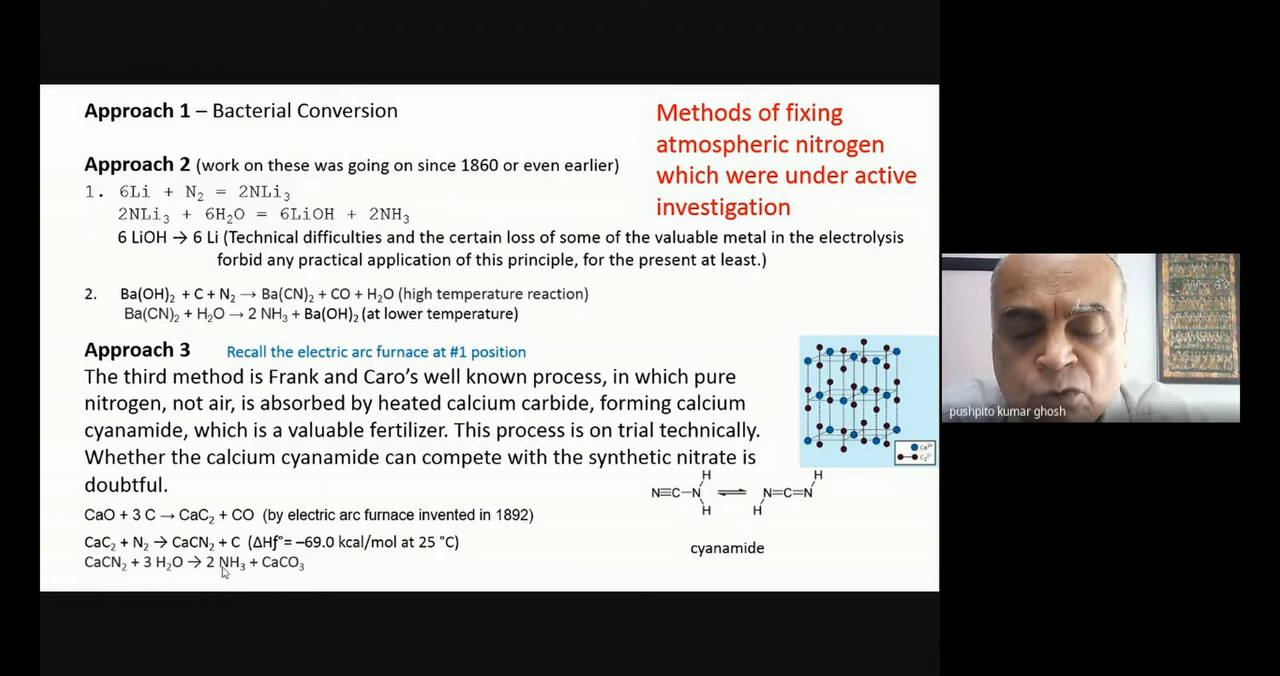 Approach 1 – Bacterial Conversion
Methods of fixing
atmospheric nitrogen
which were under active
investigation
Approach 2 (work on these was going on since 1860 or even earlier)
1. 6Li + N₂ = 2NLi₃
2NLi₃ + 6H₂O = 6LiOH + 2NH₃
6 LiOH → 6 Li (Technical difficulties and the certain loss of some of the valuable metal in the electrolysis
forbid any practical application of this principle, for the present at least.)
2. Ba(OH)₂ + C + N₂ → Ba(CN)₂ + CO + H₂O (high temperature reaction)
Ba(CN)₂ + H₂O → 2 NH₃ + Ba(OH)₂ (at lower temperature)
Approach 3 Recall the electric arc furnace at #1 position
The third method is Frank and Caro's well known process, in which pure
nitrogen, not air, is absorbed by heated calcium carbide, forming calcium
cyanamide, which is a valuable fertilizer. This process is on trial technically.
Whether the calcium cyanamide can compete with the synthetic nitrate is
doubtful.
CaO + 3 C → CaC₂ + CO (by electric arc furnace invented in 1892)
CaC₂ + N₂ → CaCN₂ + C (ΔHƒ°= –69.0 kcal/mol at 25 °C)
CaCN₂ + 3 H₂O → 2 NH₃ + CaCO₃
Ca²⁺
C₂²⁻
H H
N≡C–N ⇌ N=C=N
H H
cyanamide
pushpito kumar ghosh